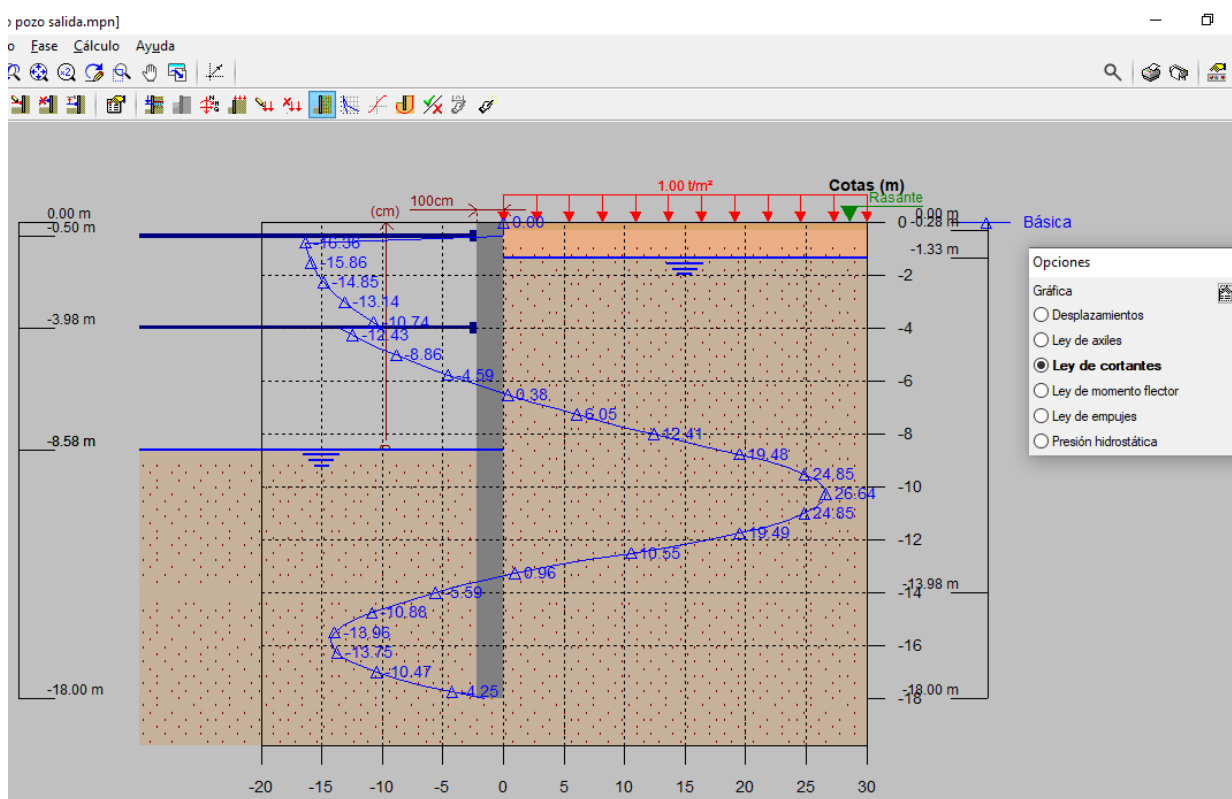 o pozo salida.mpn]
o Fase Cálculo Ayuda
1.00 t/m²
Cotas (m)
Rasante
100cm
(cm)
0.00 m
-0.50 m
-3.98 m
-8.58 m
-18.00 m
0.00
-16.36
-15.86
-14.85
-13.14
-10.74
-12.43
-8.86
-4.59
0.38
6.05
12.41
19.48
24.85
26.64
24.85
19.49
10.55
0.96
-5.59
-10.88
-13.96
-13.75
-10.47
-4.25
0
-2
-4
-6
-8
-10
-12
-14
-16
-18
0.00 m
-0.28 m
-1.33 m
-13.98 m
-18.00 m
Básica
Opciones
Gráfica
Desplazamientos
Ley de axiles
Ley de cortantes
Ley de momento flector
Ley de empujes
Presión hidrostática
-20 -15 -10 -5 0 5 10 15 20 25 30